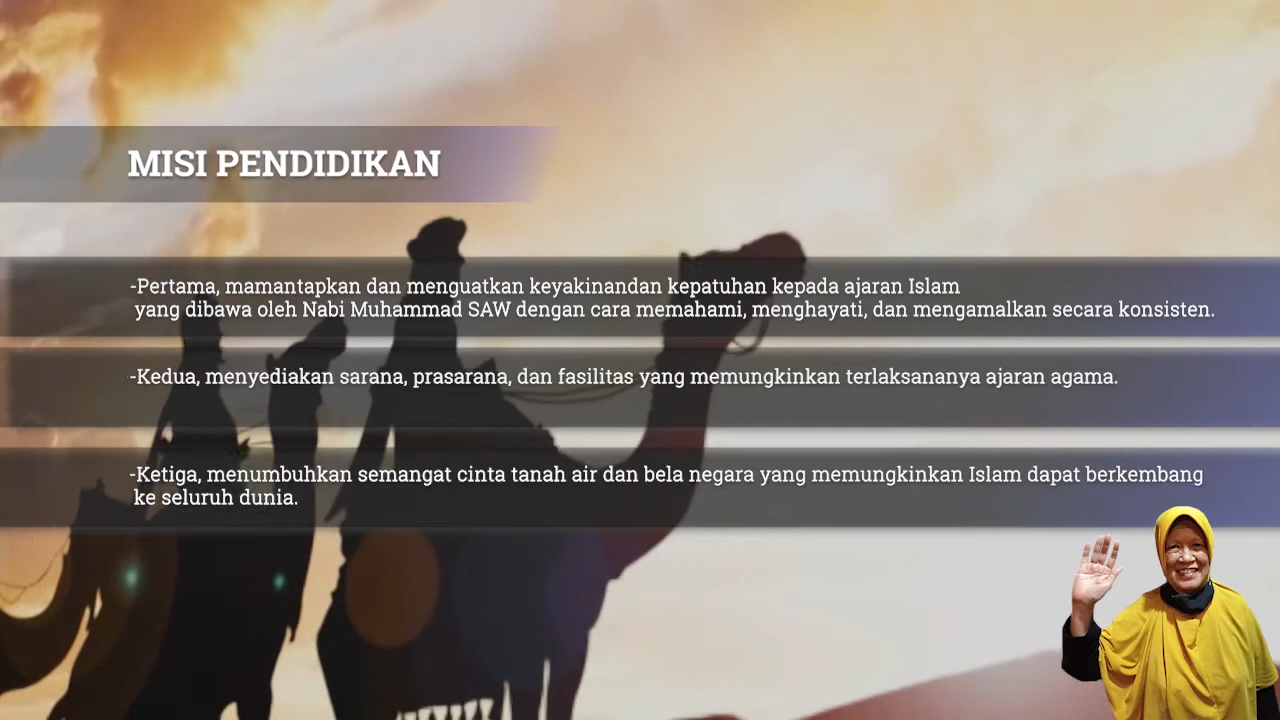 MISI PENDIDIKAN
-Pertama, mamantapkan dan menguatkan keyakinandan kepatuhan kepada ajaran Islam
yang dibawa oleh Nabi Muhammad SAW dengan cara memahami, menghayati, dan mengamalkan secara konsisten.
-Kedua, menyediakan sarana, prasarana, dan fasilitas yang memungkinkan terlaksananya ajaran agama.
-Ketiga, menumbuhkan semangat cinta tanah air dan bela negara yang memungkinkan Islam dapat berkembang
ke seluruh dunia.